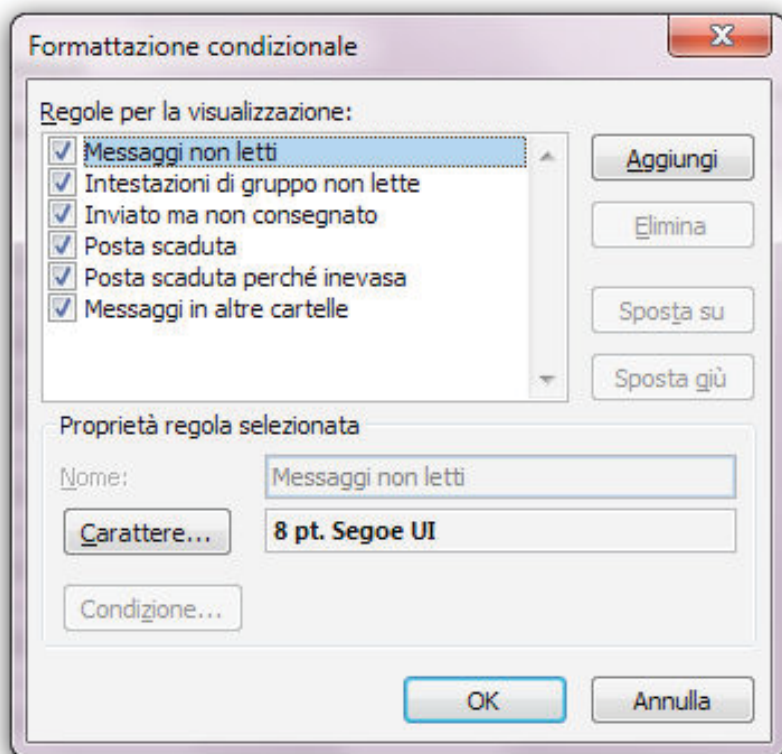 Formattazione condizionale
Regole per la visualizzazione:
Messaggi non letti
Intestazioni di gruppo non lette
Inviato ma non consegnato
Posta scaduta
Posta scaduta perché inevasa
Messaggi in altre cartelle
Aggiungi
Elimina
Sposta su
Sposta giù
Proprietà regola selezionata
Nome:
Messaggi non letti
Carattere...
8 pt. Segoe UI
Condizione...
OK
Annulla